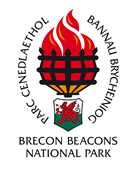 PARC CENEDLAETHOL
BANNAU BRYCHEINIOG
BRECON BEACONS
NATIONAL PARK